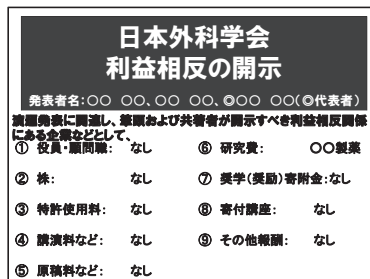 日本外科学会
利益相反の開示
発表者名:○○ ○○、○○ ○○、◎○○ ○○(◎代表者)
演題発表に関連し、筆頭および共著者が開示すべき利益相反関係
にある企業などとして、
① 役員・顧問職: なし
② 株: なし
③ 特許使用料: なし
④ 講演料など: なし
⑤ 原稿料など: なし
⑥ 研究費: ○○製薬
⑦ 奨学(奨励)寄附金:なし
⑧ 寄付講座: なし
⑨ その他報酬: なし